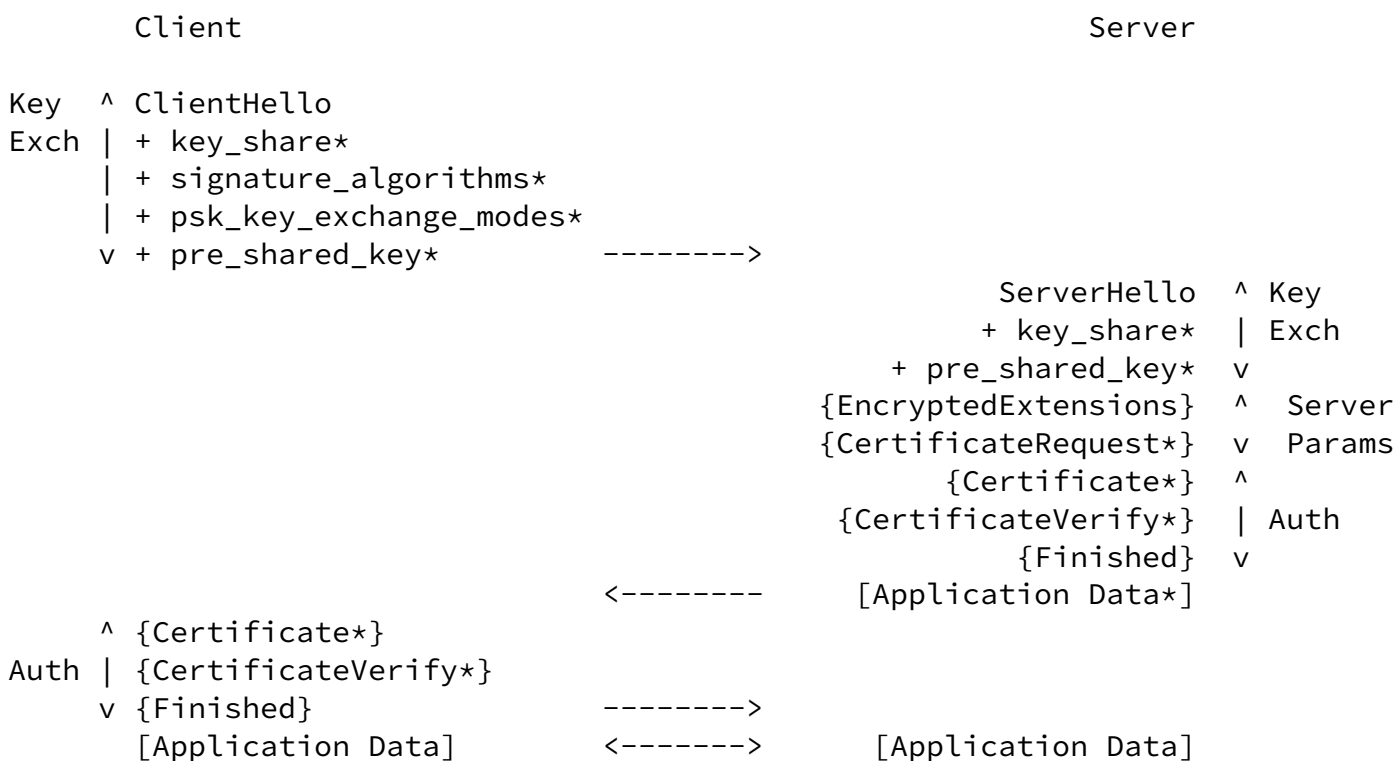 Client                                               Server

Key  ^ ClientHello
Exch | + key_share*
     | + signature_algorithms*
     | + psk_key_exchange_modes*
     v + pre_shared_key*         -------->
                                                       ServerHello  ^ Key
                                                      + key_share*  | Exch
                                                 + pre_shared_key*  v
                                             {EncryptedExtensions}  ^  Server
                                             {CertificateRequest*}  v  Params
                                                    {Certificate*}  ^
                                              {CertificateVerify*}  | Auth
                                                        {Finished}  v
                                 <--------     [Application Data*]
     ^ {Certificate*}
Auth | {CertificateVerify*}
     v {Finished}                -------->
       [Application Data]        <------->      [Application Data]